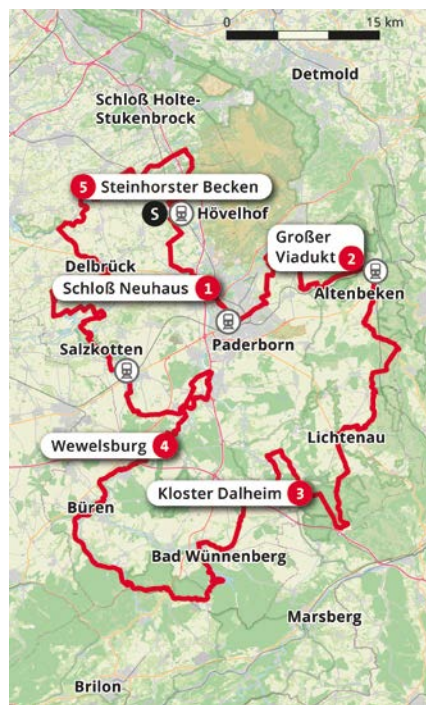 0 15 km
Detmold
Schloß Holte-
Stukenbrock
5 Steinhorster Becken
S Hövelhof
Großer
Viadukt 2
Delbrück
Schloß Neuhaus 1
Altenbeken
Paderborn
Salzkotten
Lichtenau
Wewelsburg 4
Kloster Dalheim 3
Büren
Bad Wünnenberg
Marsberg
Brilon